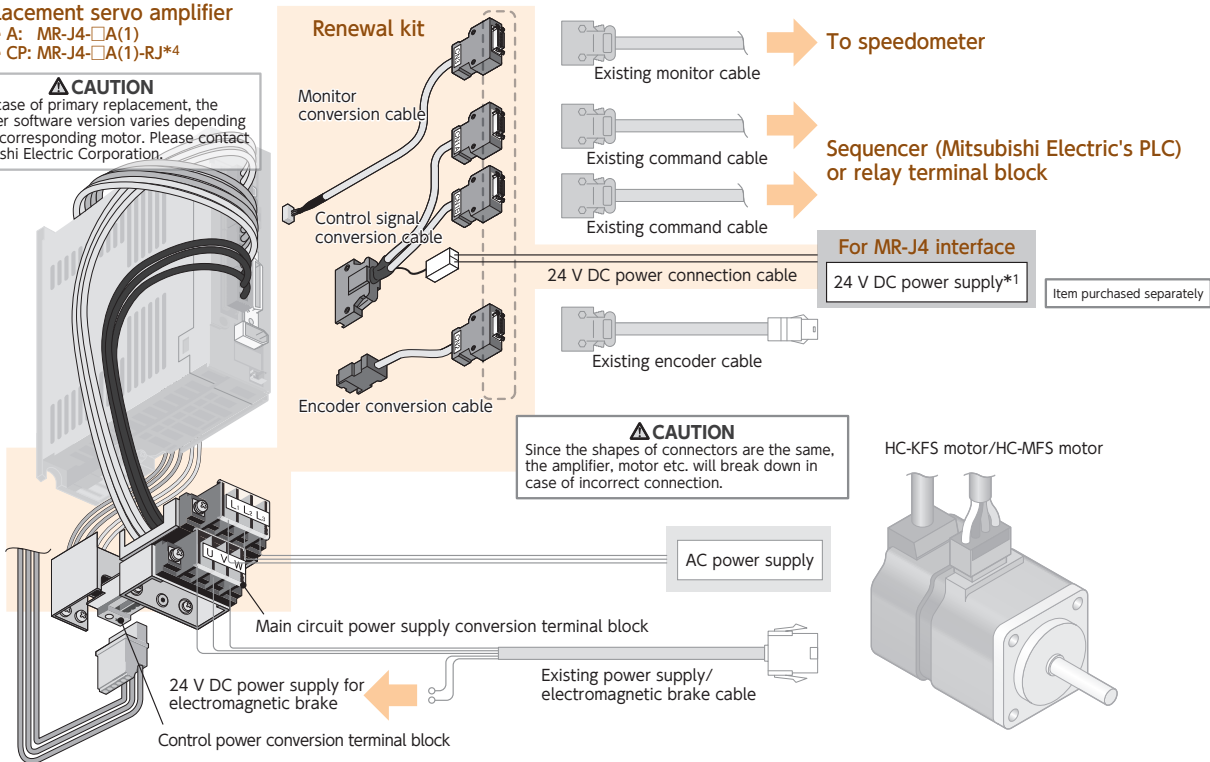 lacement servo amplifier
A: MR-J4-□A(1)
CP: MR-J4-□A(1)-RJ*4
CAUTION
case of primary replacement, the
er software version varies depending
corresponding motor. Please contact
shi Electric Corporation.
Renewal kit
Monitor
conversion cable
Control signal
conversion cable
Encoder conversion cable
Existing monitor cable
To speedometer
Existing command cable
Sequencer (Mitsubishi Electric's PLC)
or relay terminal block
Existing command cable
24 V DC power connection cable
For MR-J4 interface
24 V DC power supply*1
Item purchased separately
Existing encoder cable
CAUTION
Since the shapes of connectors are the same,
the amplifier, motor etc. will break down in
case of incorrect connection.
HC-KFS motor/HC-MFS motor
L1 L2 L3
U V W
AC power supply
Main circuit power supply conversion terminal block
24 V DC power supply for
electromagnetic brake
Existing power supply/
electromagnetic brake cable
Control power conversion terminal block